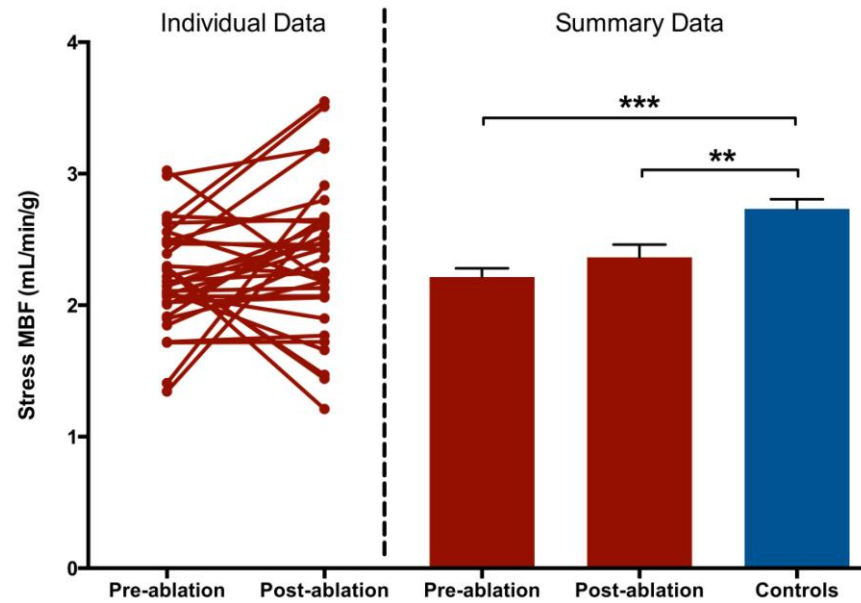 Individual Data
Summary Data
4
3
2
1
0
Stress MBF (mL/min/g)
***
**
Pre-ablation
Post-ablation
Pre-ablation
Post-ablation
Controls